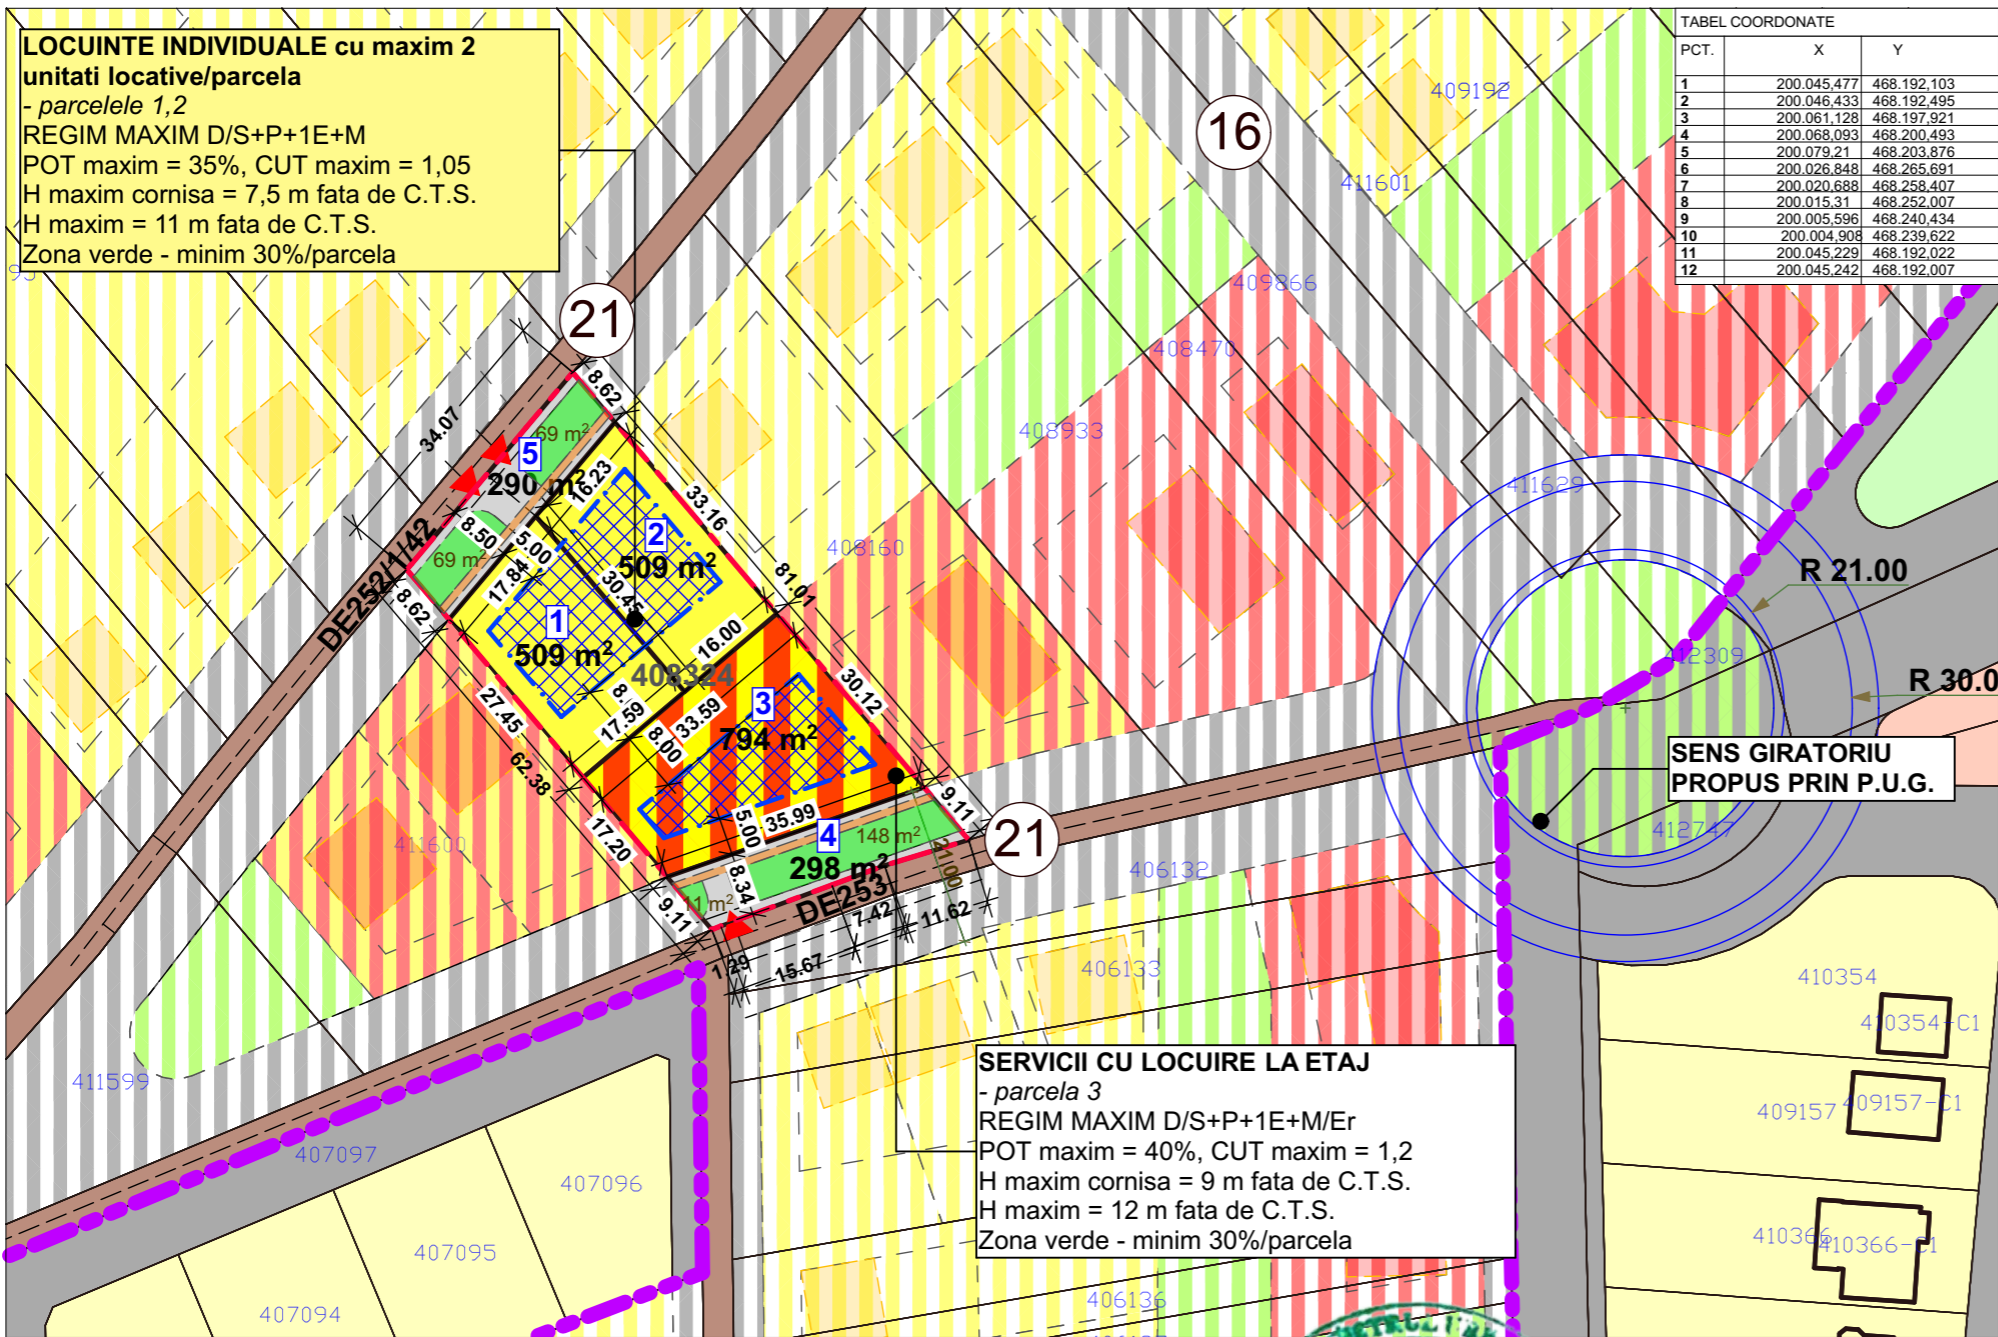 LOCUINTE INDIVIDUALE cu maxim 2
unitati locative/parcela
- parcelele 1,2
REGIM MAXIM D/S+P+1E+M
POT maxim = 35%, CUT maxim = 1,05
H maxim cornisa = 7,5 m fata de C.T.S.
H maxim = 11 m fata de C.T.S.
Zona verde - minim 30%/parcela
TABEL COORDONATE
PCT. X Y
1 200.045,477 468.192,103
2 200.046,433 468.192,495
3 200.061,128 468.197,921
4 200.068,093 468.200,493
5 200.079,21 468.203,876
6 200.026,848 468.265,691
7 200.020,688 468.258,407
8 200.015,31 468.252,007
9 200.005,596 468.240,434
10 200.004,908 468.239,622
11 200.045,229 468.192,022
12 200.045,242 468.192,007
409192
16
411601
409866
21
408470
8.62
34.07
69 m²
5
290 m²
408933
16.23
33.16
411629
DE252/1/42
8.50
69 m²
5.00
17.84
2
509 m²
408160
81.01
R 21.00
8.62
30.45
1
509 m²
16.00
408324
412309
R 30.0
27.45
62.38
8.
17.59
33.59
8.00
3
794 m²
30.12
SENS GIRATORIU
PROPUS PRIN P.U.G.
9.11
412747
411600
17.20
5.00
35.99
4
148 m²
298 m²
21
2100
406132
8.34
11 m²
9.11
DE253
7.42
11.62
1.29
15.67
406133
410354
410354-C1
411599
SERVICII CU LOCUIRE LA ETAJ
- parcela 3
REGIM MAXIM D/S+P+1E+M/Er
POT maxim = 40%, CUT maxim = 1,2
H maxim cornisa = 9 m fata de C.T.S.
H maxim = 12 m fata de C.T.S.
Zona verde - minim 30%/parcela
409157
409157-C1
407097
407096
407095
407094
410366
410366-C1
406136